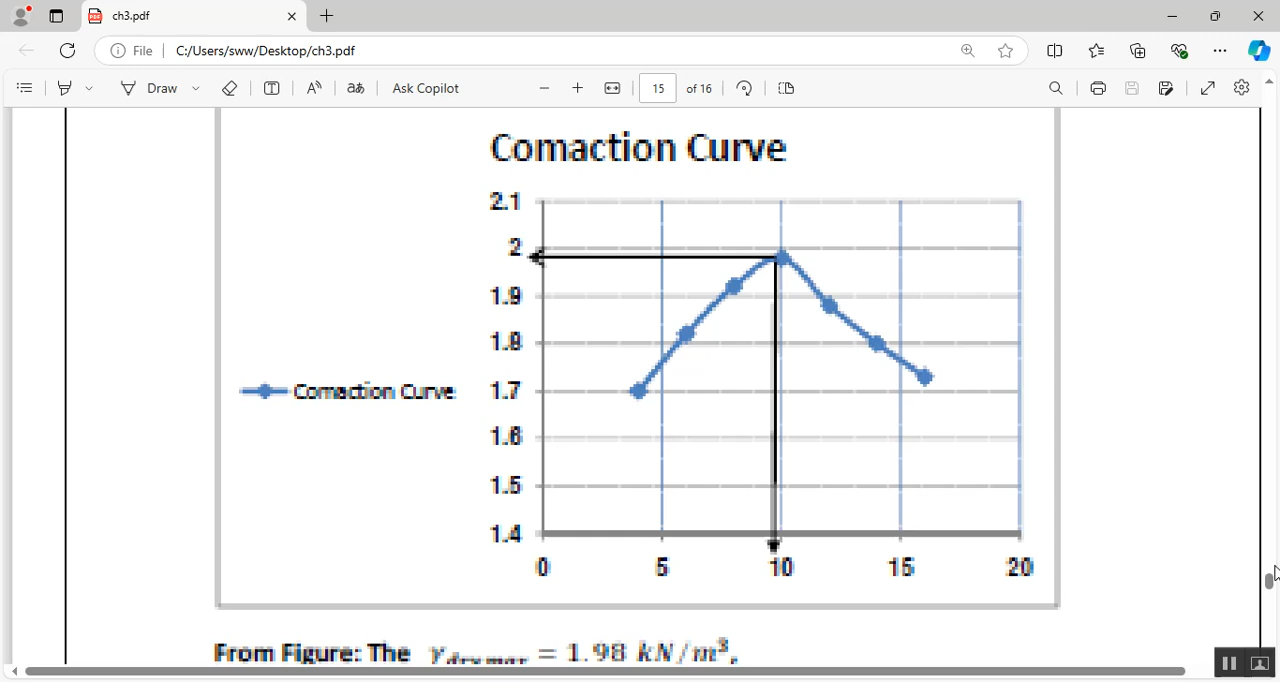 ch3.pdf
File C:/Users/sww/Desktop/ch3.pdf
Draw Ask Copilot 15 of 16
Comaction Curve
2.1
2
1.9
1.8
Comaction Curve 1.7
1.6
1.5
1.4
0 5 10 15 20
From Figure: The γdry max = 1.98 kN/m³,